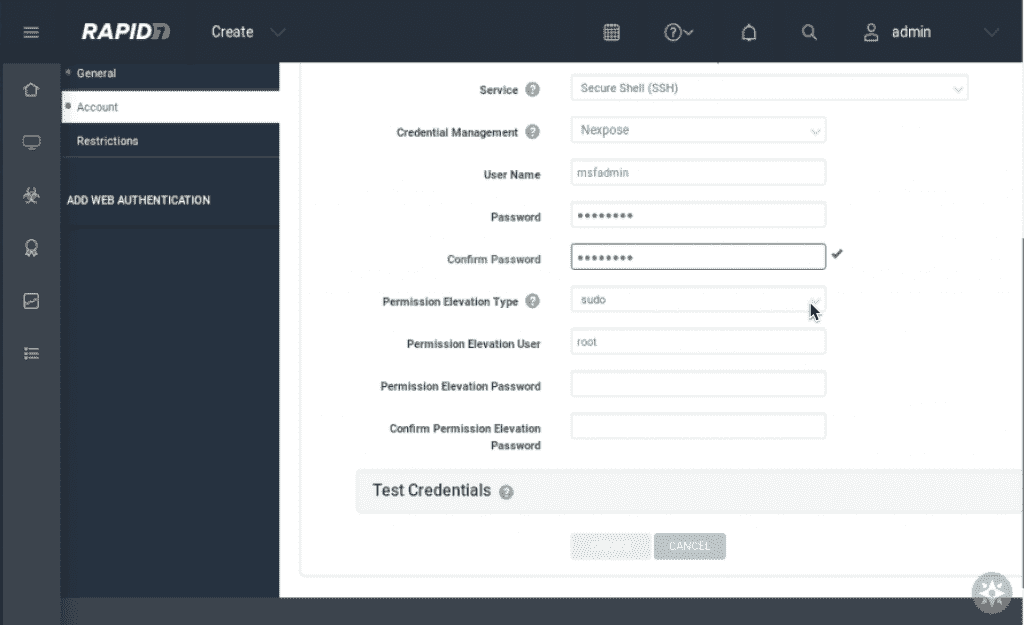 RAPID7
Create
admin
General
Account
Restrictions
ADD WEB AUTHENTICATION
Service ?
Secure Shell (SSH)
Credential Management ?
Nexpose
User Name
msfadmin
Password
••••••••
Confirm Password
••••••••
Permission Elevation Type ?
sudo
Permission Elevation User
root
Permission Elevation Password
Confirm Permission Elevation
Password
Test Credentials ?
CANCEL